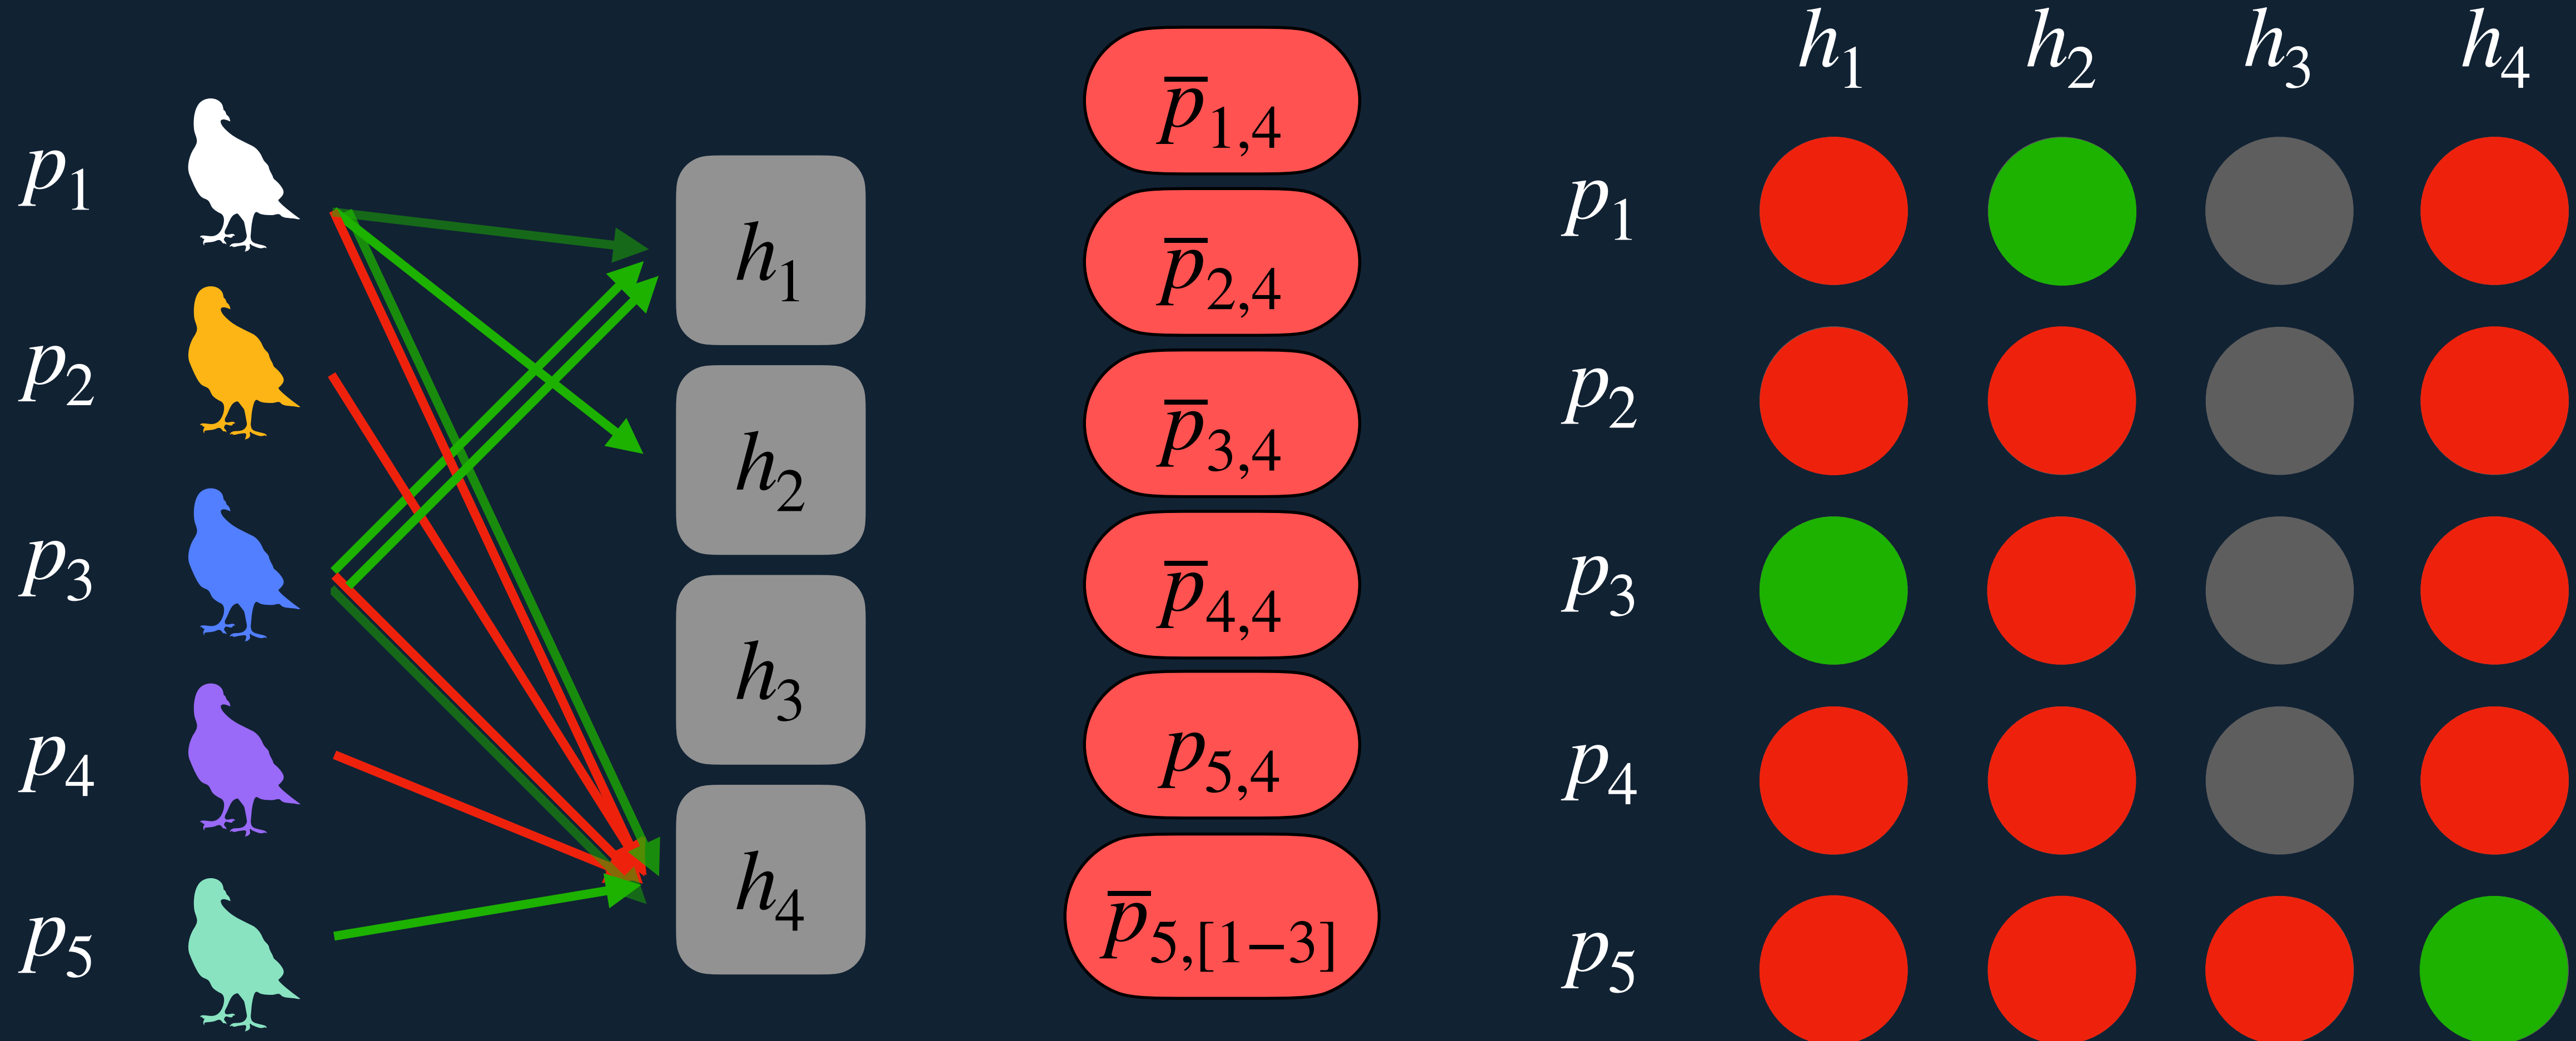 p₁
p₂
p₃
p₄
p₅
h₁
h₂
h₃
h₄
p̅₁,₄
p̅₂,₄
p̅₃,₄
p̅₄,₄
p₅,₄
p̅₅,[₁₋₃]
h₁ h₂ h₃ h₄
p₁
p₂
p₃
p₄
p₅